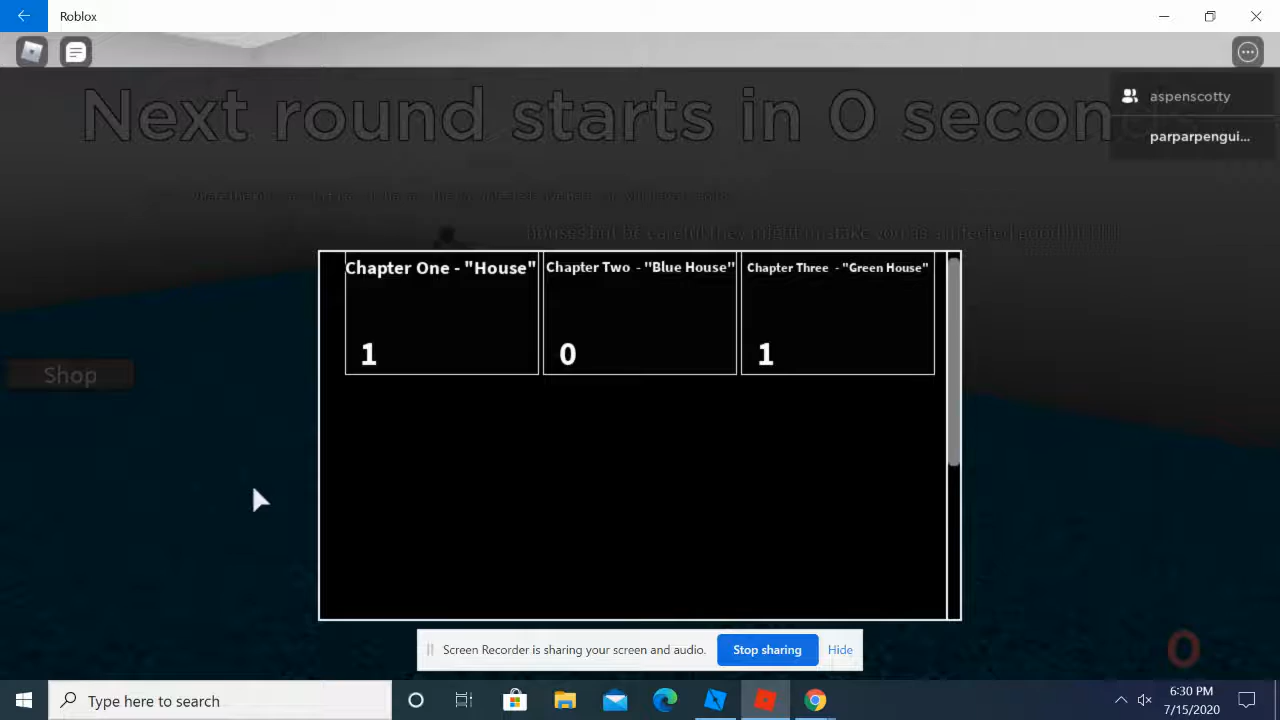 Roblox
Next round starts in 0 seconds
aspenscotty
parparpengui...
Chapter One - "House"
Chapter Two - "Blue House"
Chapter Three - "Green House"
1
0
1
Shop
Screen Recorder is sharing your screen and audio.
Stop sharing
Hide
0
Type here to search
6:30 PM
7/15/2020